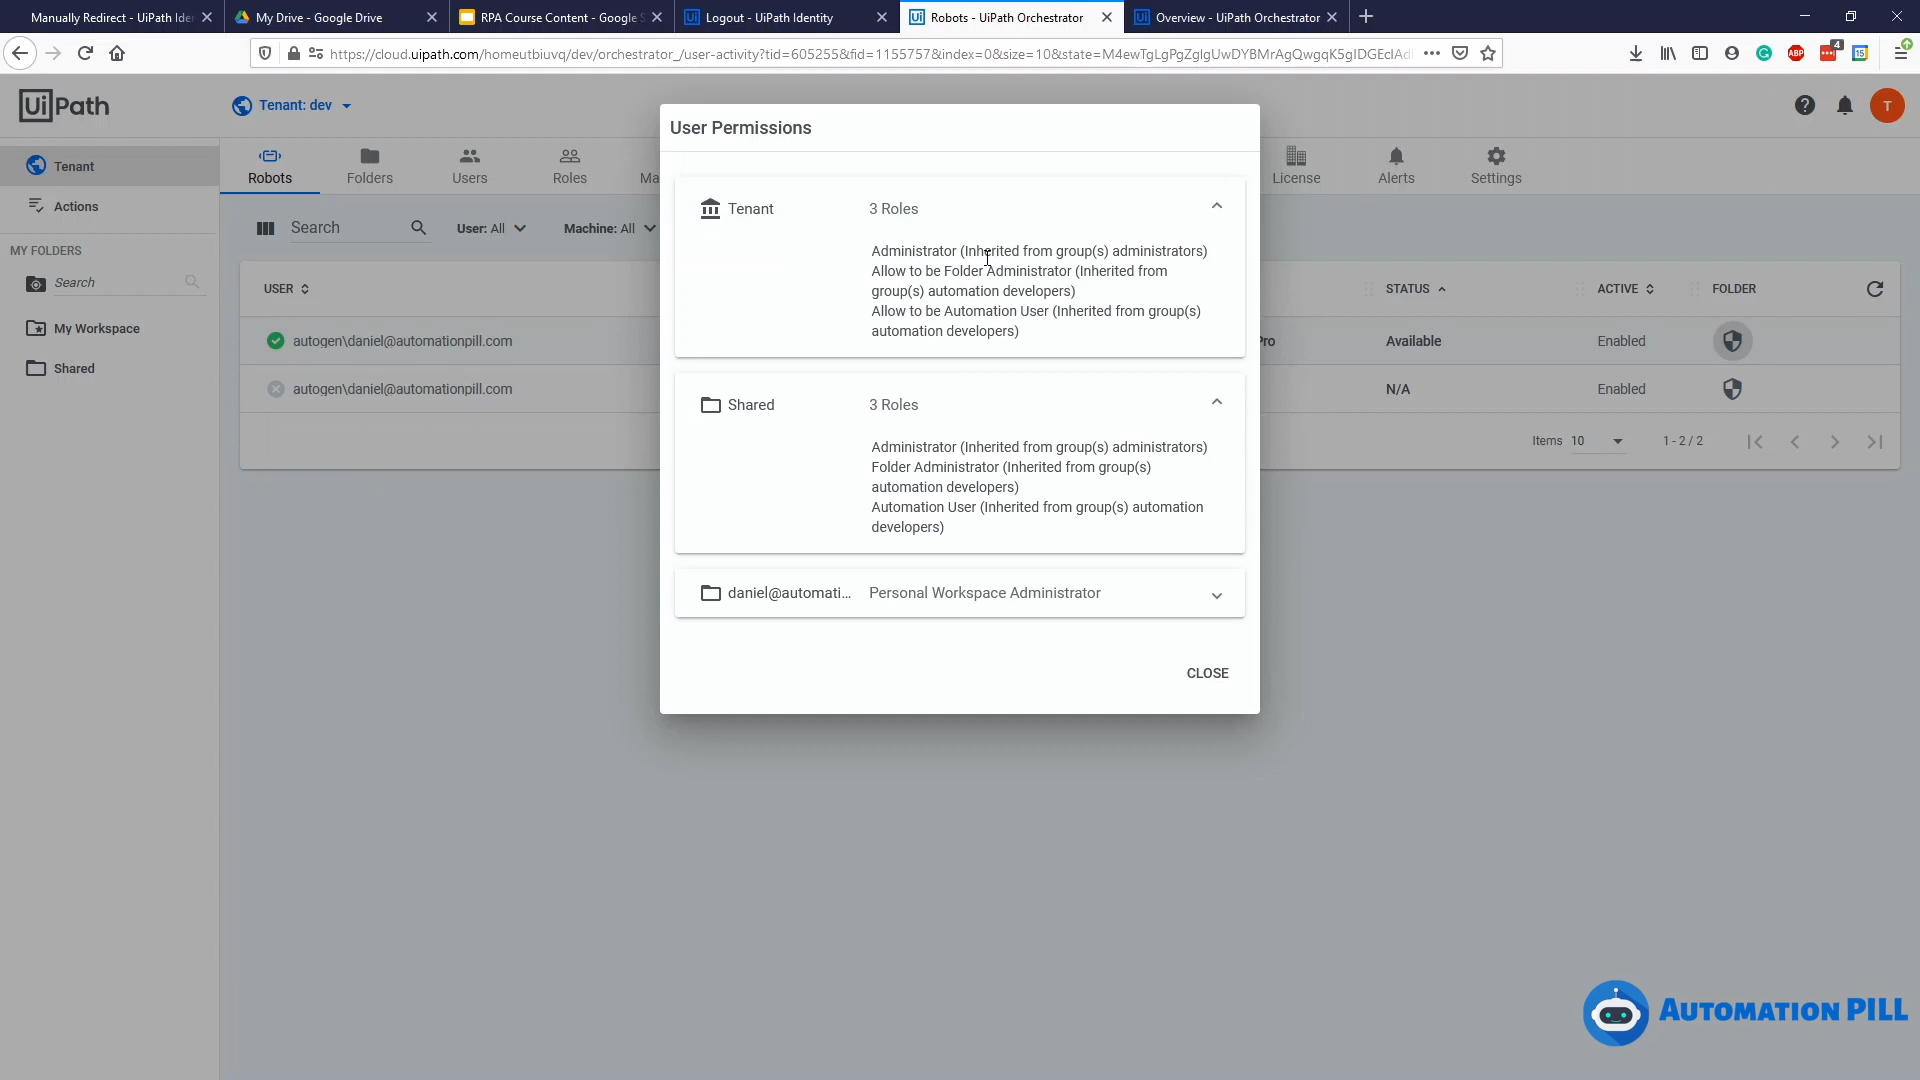 Manually Redirect - UiPath Ide
My Drive - Google Drive
RPA Course Content - Google S
Logout - UiPath Identity
Robots - UiPath Orchestrator
Overview - UiPath Orchestrator
https://cloud.uipath.com/homeutbiuvq/dev/orchestrator_/user-activity?tid=605255&fid=1155757&index=0&size=10&state=M4ewTgLgPgZglgUwDYBMrAgQwgqK5gIDGEcIAd
ABP
4
15
UiPath
Tenant: dev
?
T
Tenant
Actions
MY FOLDERS
Search
My Workspace
Shared
Robots
Folders
Users
Roles
Ma
License
Alerts
Settings
Search
User: All
Machine: All
USER
STATUS
ACTIVE
FOLDER
autogen\daniel@automationpill.com
Pro
Available
Enabled
autogen\daniel@automationpill.com
N/A
Enabled
Items 10
1 - 2 / 2
User Permissions
Tenant
3 Roles
Administrator (Inherited from group(s) administrators)
Allow to be Folder Administrator (Inherited from
group(s) automation developers)
Allow to be Automation User (Inherited from group(s)
automation developers)
Shared
3 Roles
Administrator (Inherited from group(s) administrators)
Folder Administrator (Inherited from group(s)
automation developers)
Automation User (Inherited from group(s) automation
developers)
daniel@automati...
Personal Workspace Administrator
CLOSE
AUTOMATION PILL